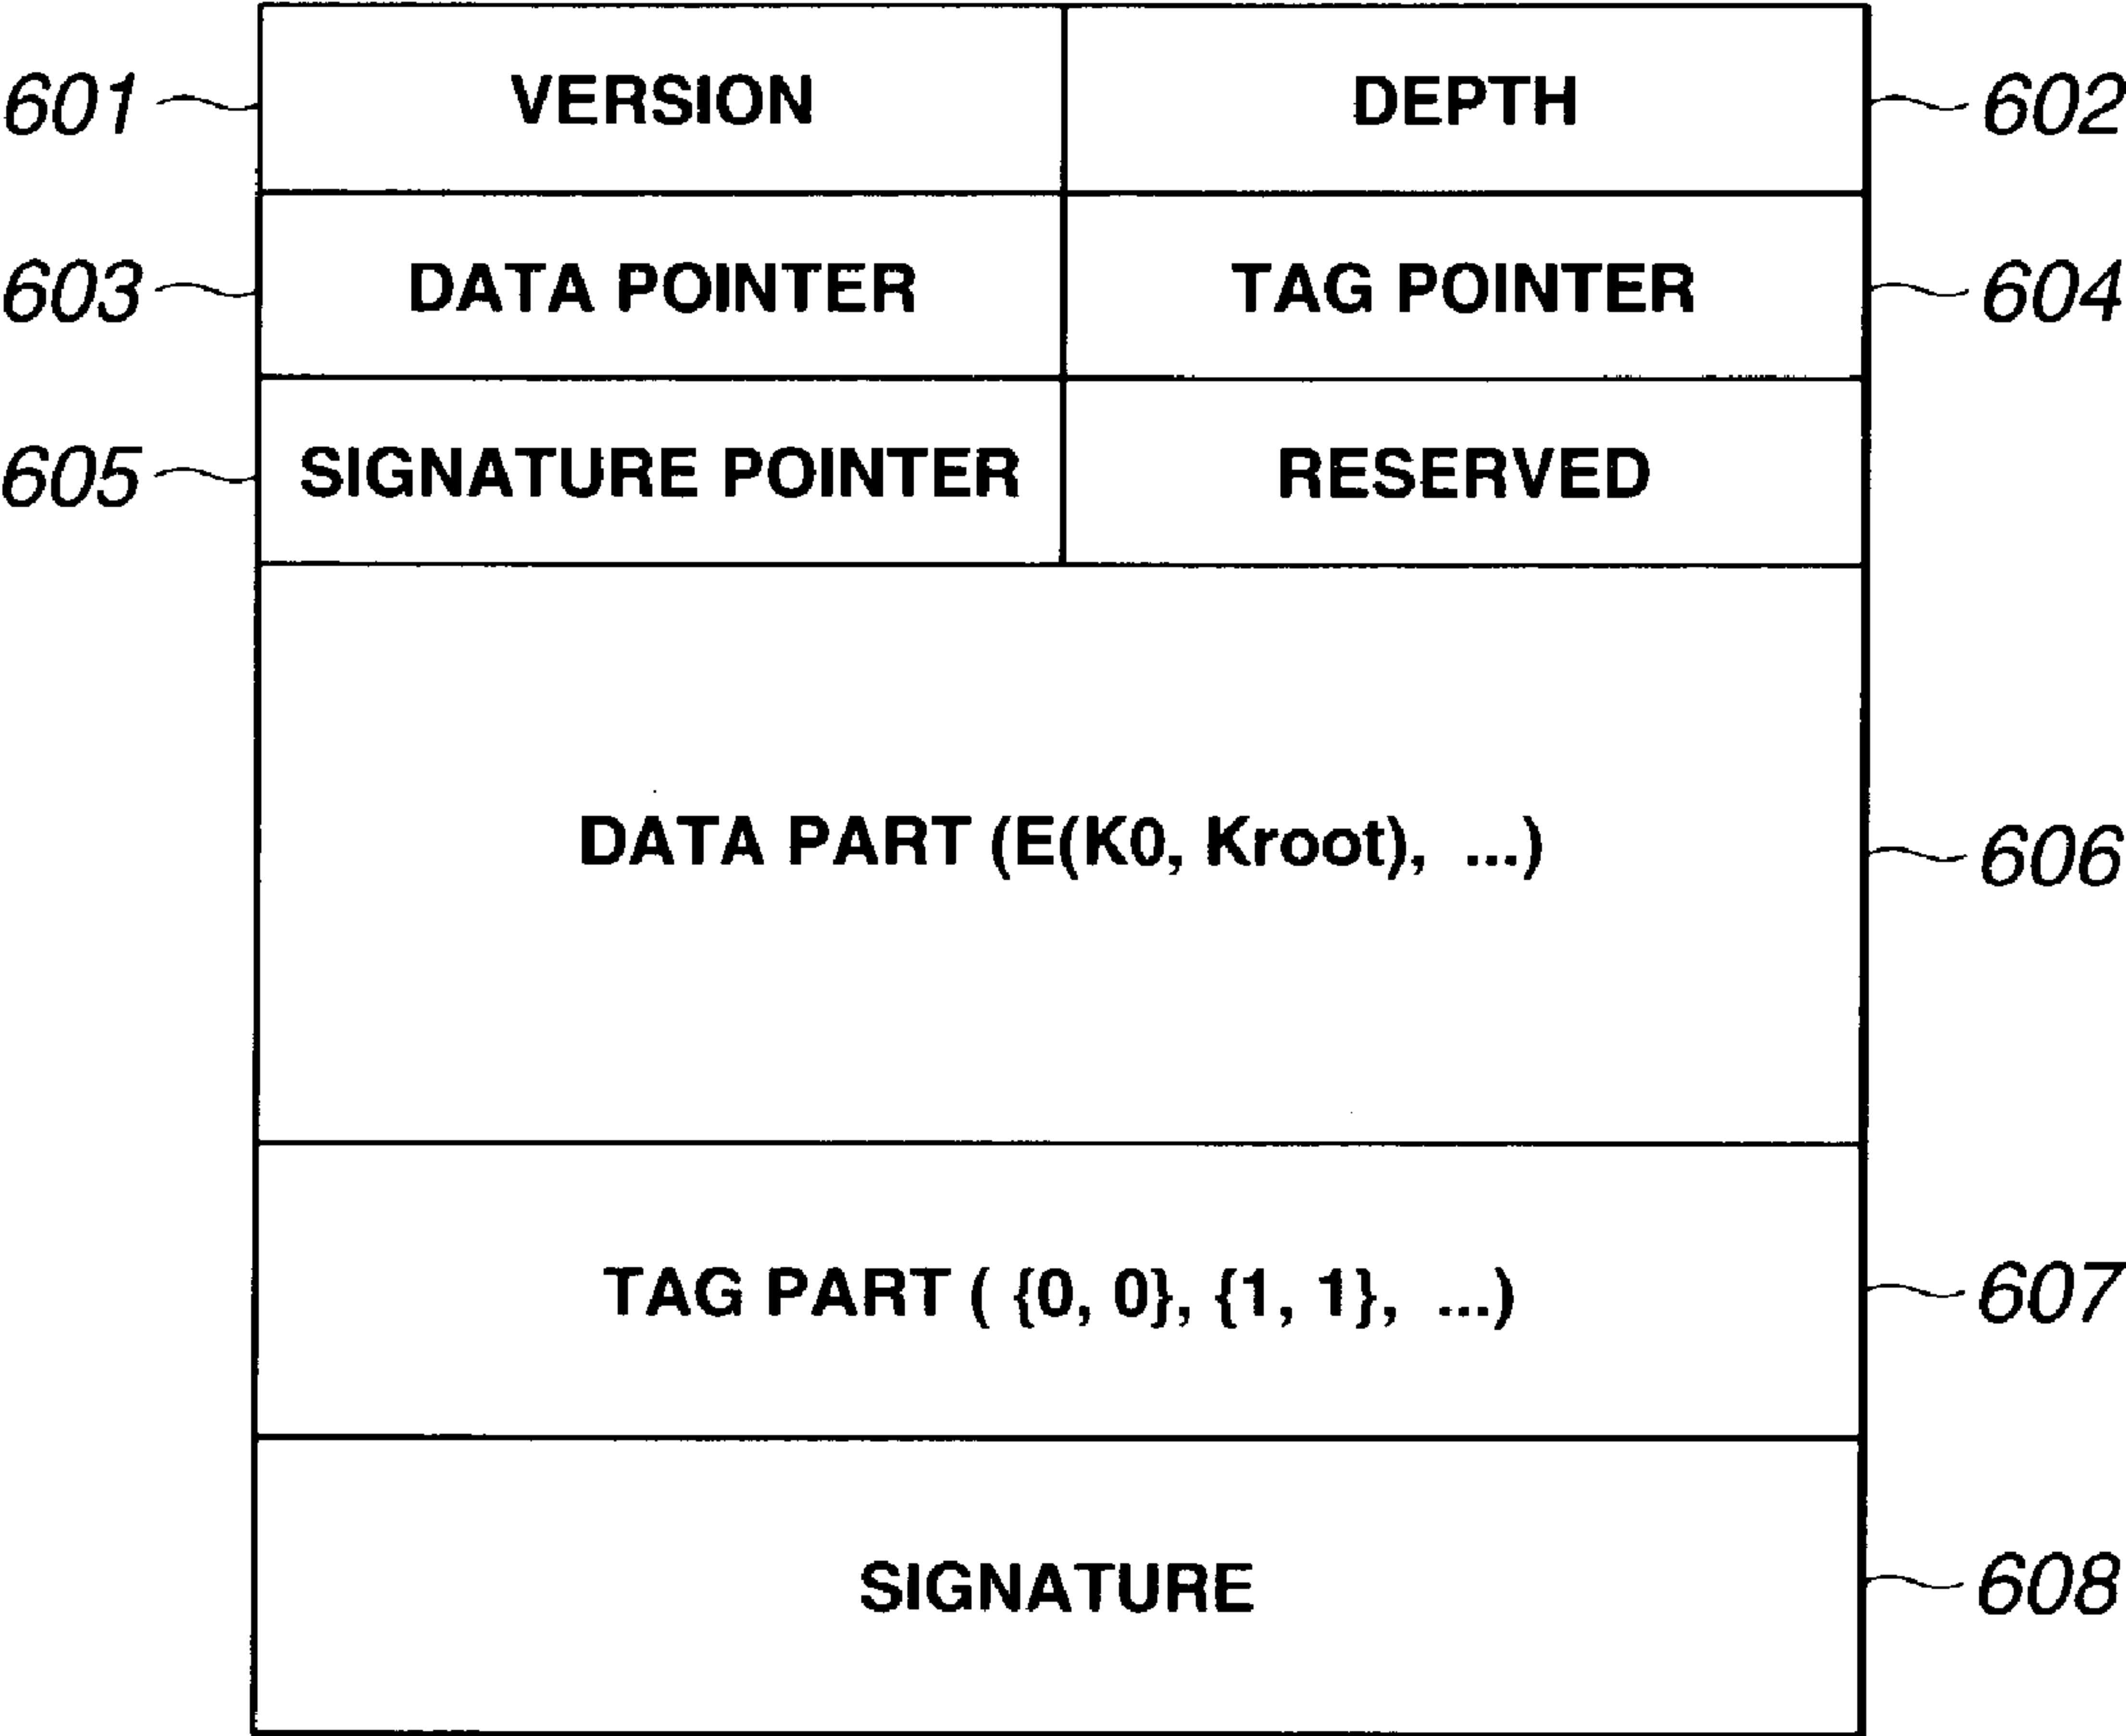 601 VERSION DEPTH 602
603 DATA POINTER TAG POINTER 604
605 SIGNATURE POINTER RESERVED
DATA PART (E(K0, Kroot), ...) 606
TAG PART ( {0, 0}, {1, 1}, ...) 607
SIGNATURE 608